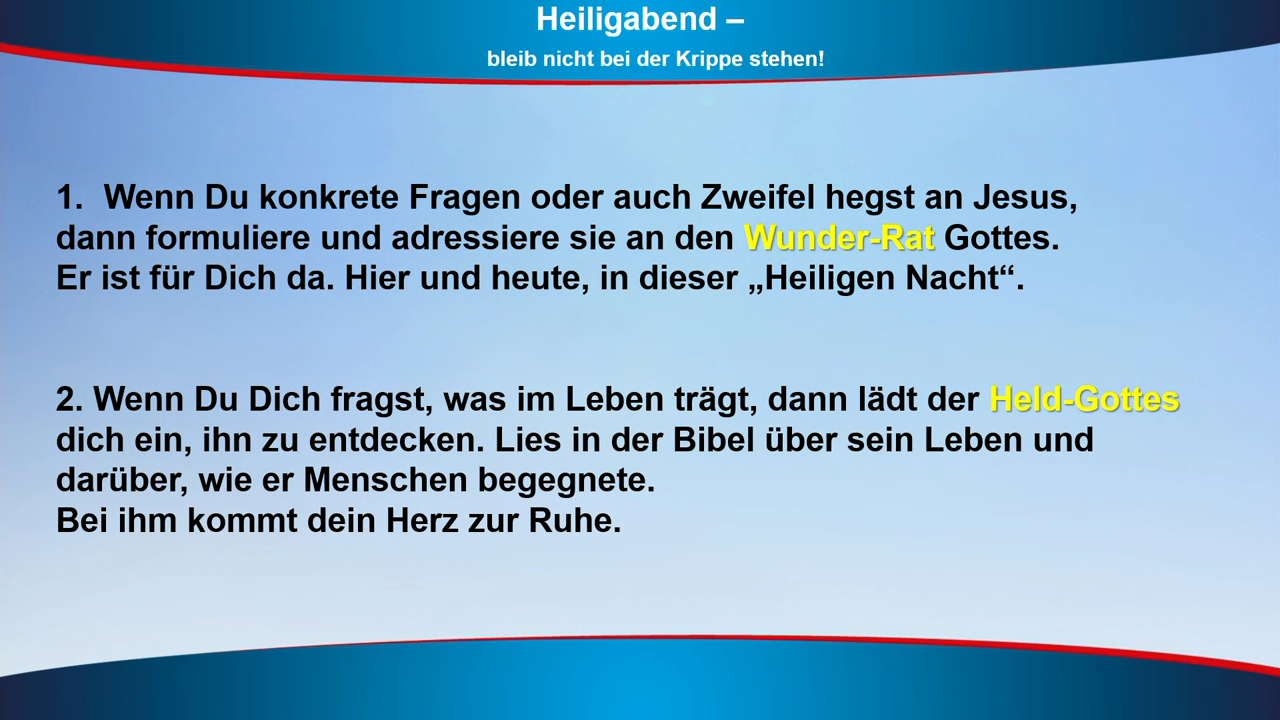 Heiligabend –
bleib nicht bei der Krippe stehen!
1. Wenn Du konkrete Fragen oder auch Zweifel hegst an Jesus,
dann formuliere und adressiere sie an den Wunder-Rat Gottes.
Er ist für Dich da. Hier und heute, in dieser „Heiligen Nacht“.
2. Wenn Du Dich fragst, was im Leben trägt, dann lädt der Held-Gottes
dich ein, ihn zu entdecken. Lies in der Bibel über sein Leben und
darüber, wie er Menschen begegnete.
Bei ihm kommt dein Herz zur Ruhe.